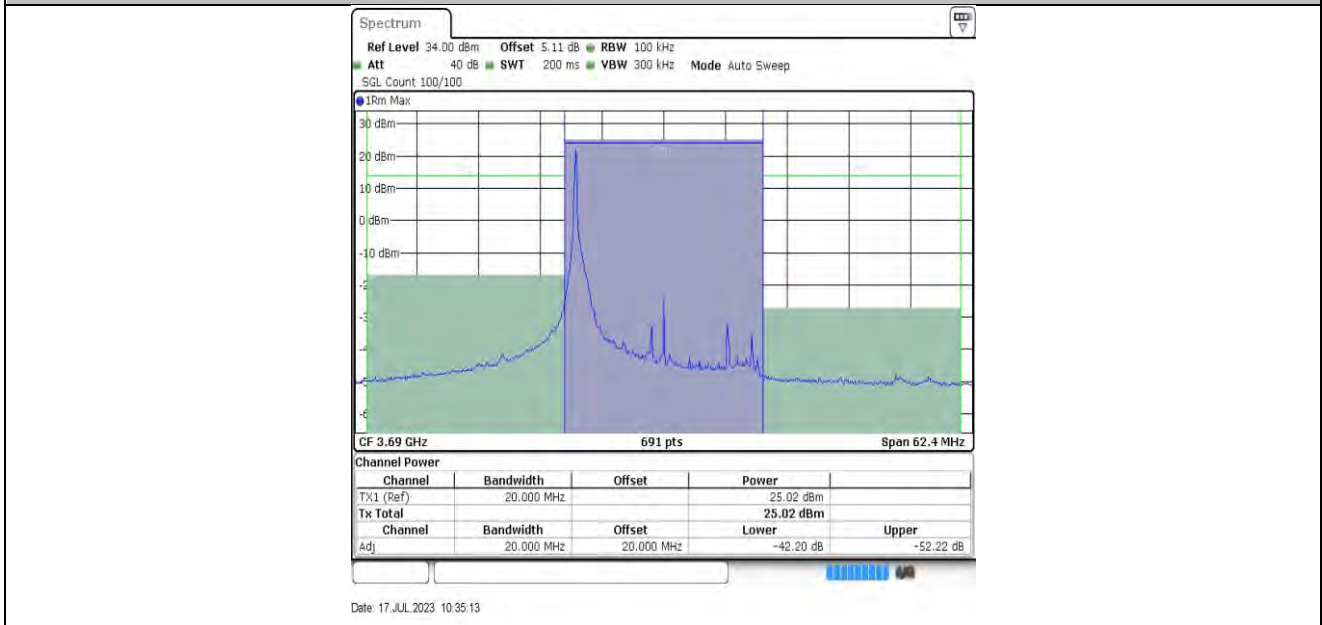 Spectrum
Ref Level 34.00 dBm Offset 5.11 dB RBW 100 kHz
Att 40 dB SWT 200 ms VBW 300 kHz Mode Auto Sweep
SGL Count 100/100
1Rm Max
30 dBm
20 dBm
10 dBm
0 dBm
-10 dBm
CF 3.69 GHz 691 pts Span 62.4 MHz
Channel Power
Channel Bandwidth Offset Power
TX1 (Ref) 20.000 MHz 25.02 dBm
Tx Total 25.02 dBm
Channel Bandwidth Offset Lower Upper
Adj 20.000 MHz 20.000 MHz -42.20 dB -52.22 dB
Date: 17.JUL.2023 10:35:13